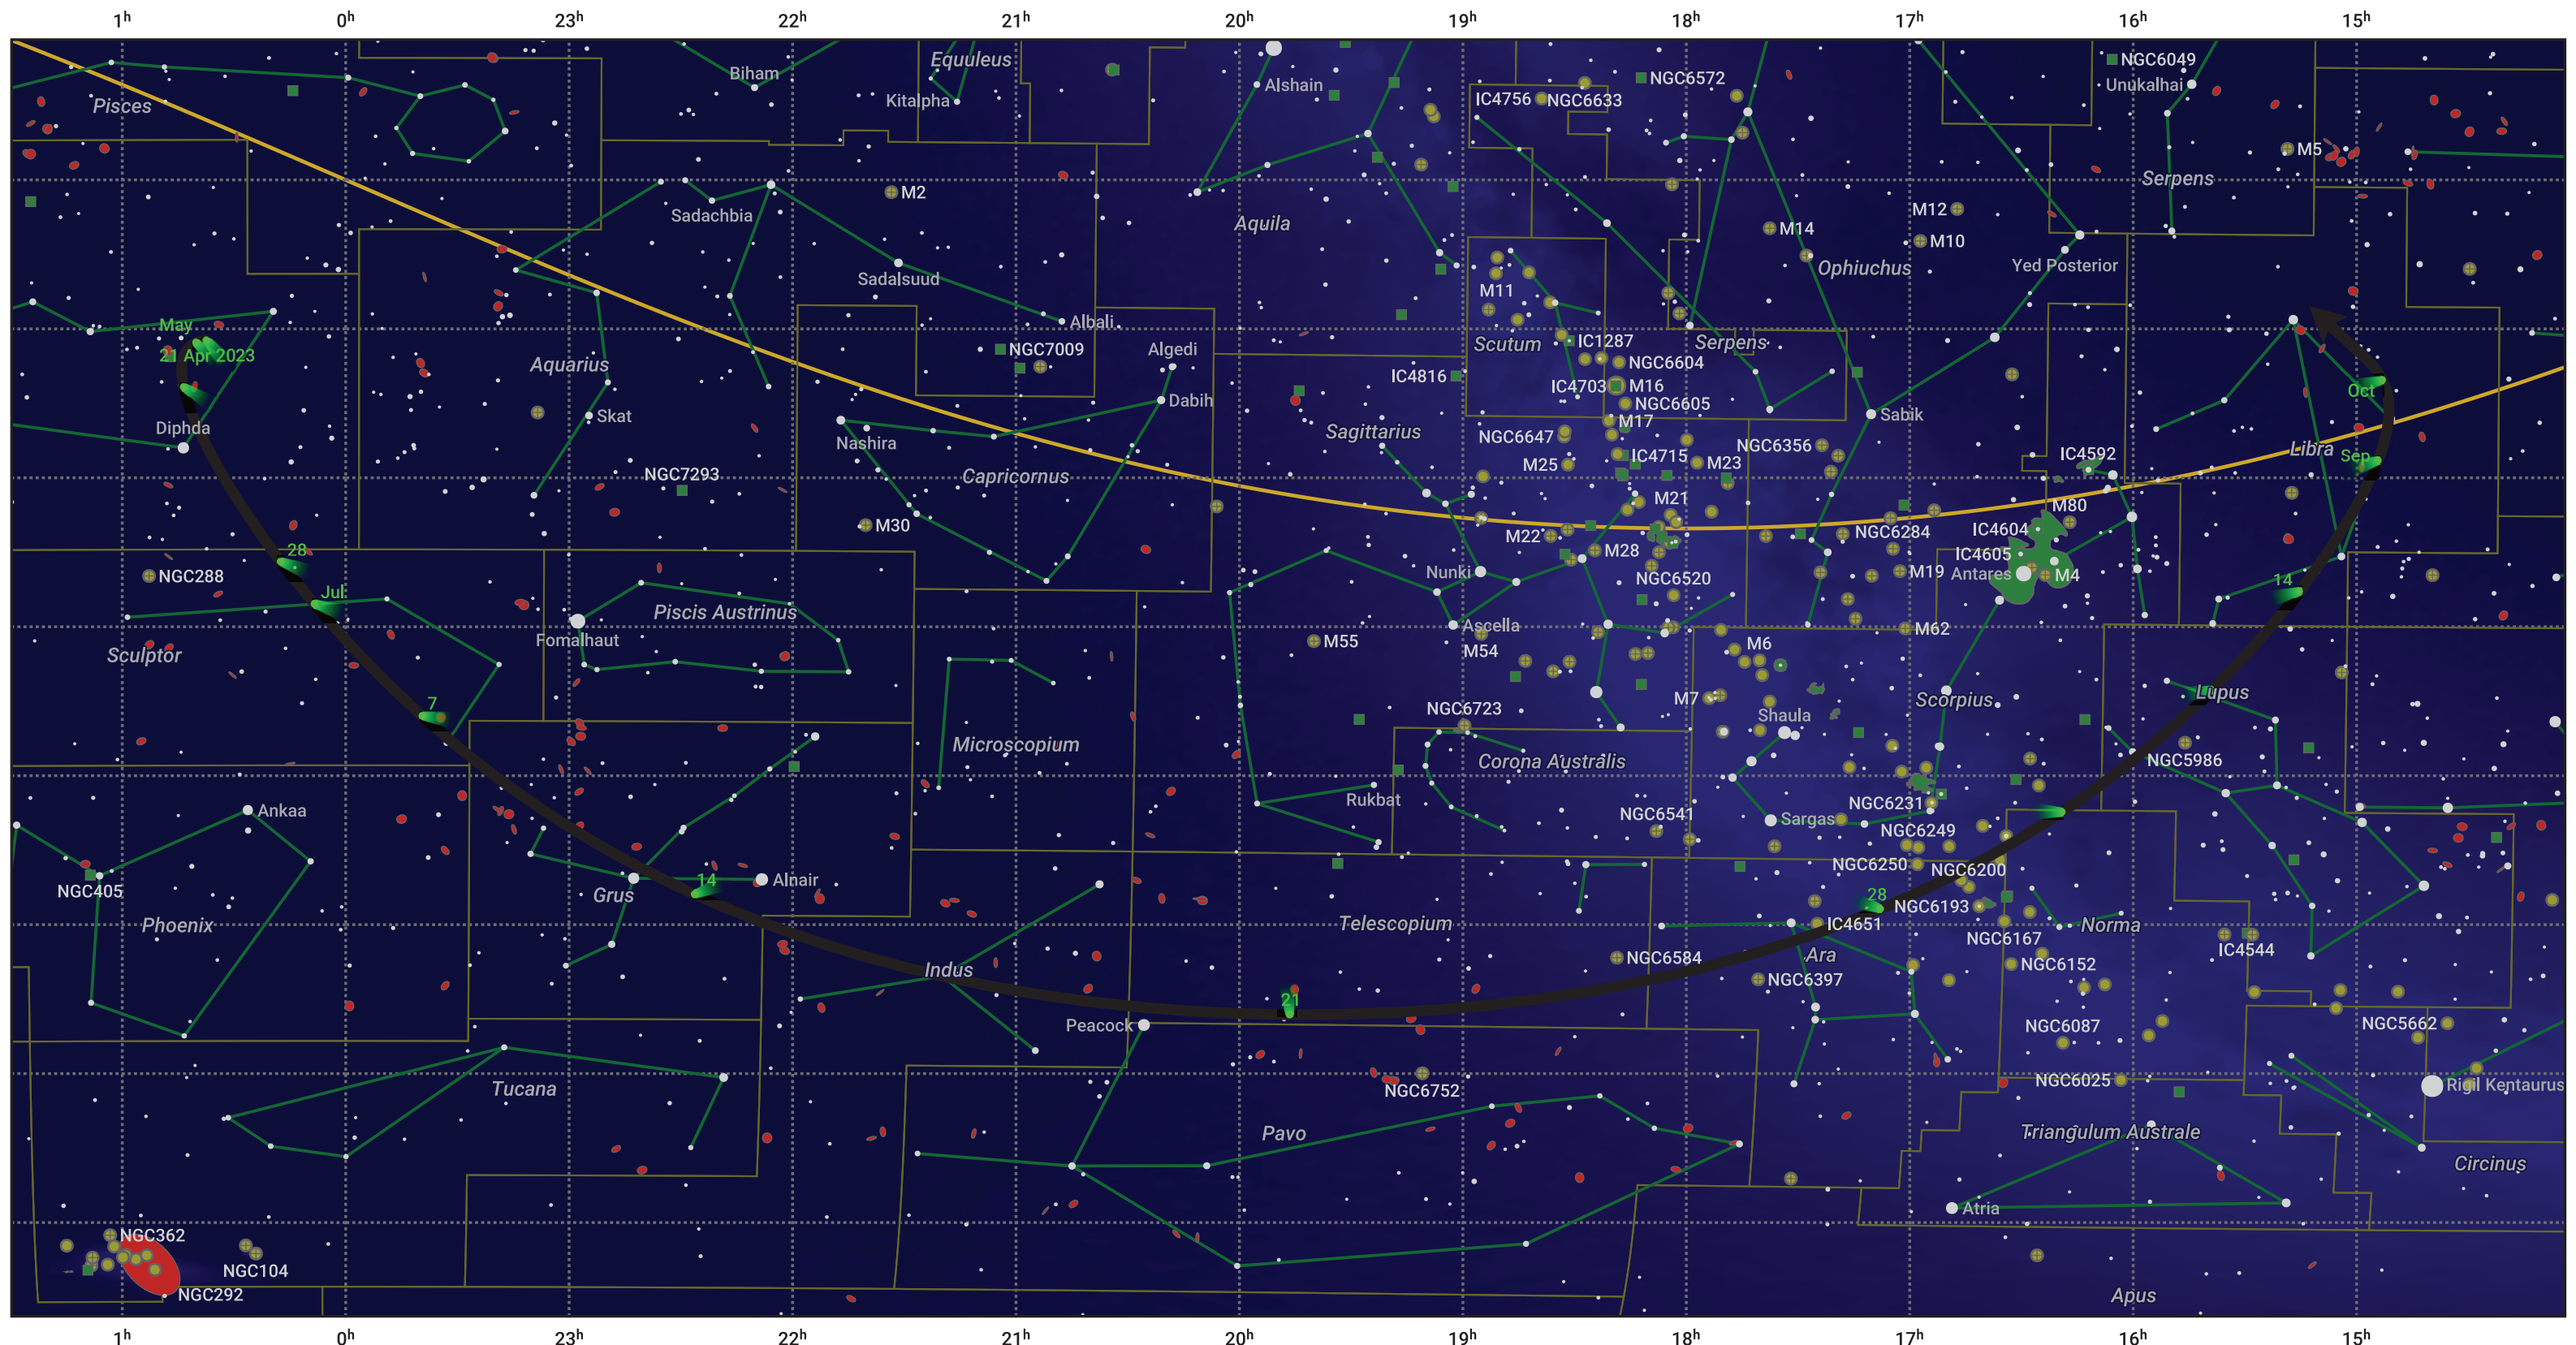 1ʰ 0ʰ 23ʰ 22ʰ 21ʰ 20ʰ 19ʰ 18ʰ 17ʰ 16ʰ 15ʰ
Equuleus
NGC6049
Biham
NGC6572
Alshain
Unukalhai
Kitalpha
IC4756
NGC6633
Pisces
M5
Serpens
M2
Sadachbia
M12
Aquila
M14
M10
Yed Posterior
Ophiuchus
Sadalsuud
M11
Albali
May
IC1287
Scutum
Serpens
NGC7009
Algedi
21 Apr 2023
Aquarius
NGC6604
IC4816
IC4703
M16
Oct
Dabih
NGC6605
Skat
Sabik
M17
Diphda
Sagittarius
NGC6647
Nashira
NGC6356
Libra
IC4592
Sep
IC4715
M25
M23
NGC7293
Capricornus
M21
M80
M30
IC4604
NGC6284
M22
28
M28
IC4605
Nunki
M19
Antares
M4
NGC288
NGC6520
14
Jul
Piscis Austrinus
Ascella
M62
Fomalhaut
M55
M6
M54
Sculptor
Lupus
M7
Scorpius
7
NGC6723
Shaula
Microscopium
Corona Australis
NGC5986
Rukbat
NGC6231
Ankaa
NGC6541
Sargas
NGC6249
NGC6250
NGC6200
14
Alnair
NGC405
Grus
28
NGC6193
Phoenix
Telescopium
IC4651
Norma
NGC6167
IC4544
Ara
NGC6584
NGC6152
Indus
NGC6397
21
Peacock
NGC6087
NGC5662
NGC6025
Tucana
NGC6752
Rigil Kentaurus
Pavo
Triangulum Australe
Circinus
Atria
NGC362
NGC104
NGC292
Apus
1ʰ 0ʰ 23ʰ 22ʰ 21ʰ 20ʰ 19ʰ 18ʰ 17ʰ 16ʰ 15ʰ